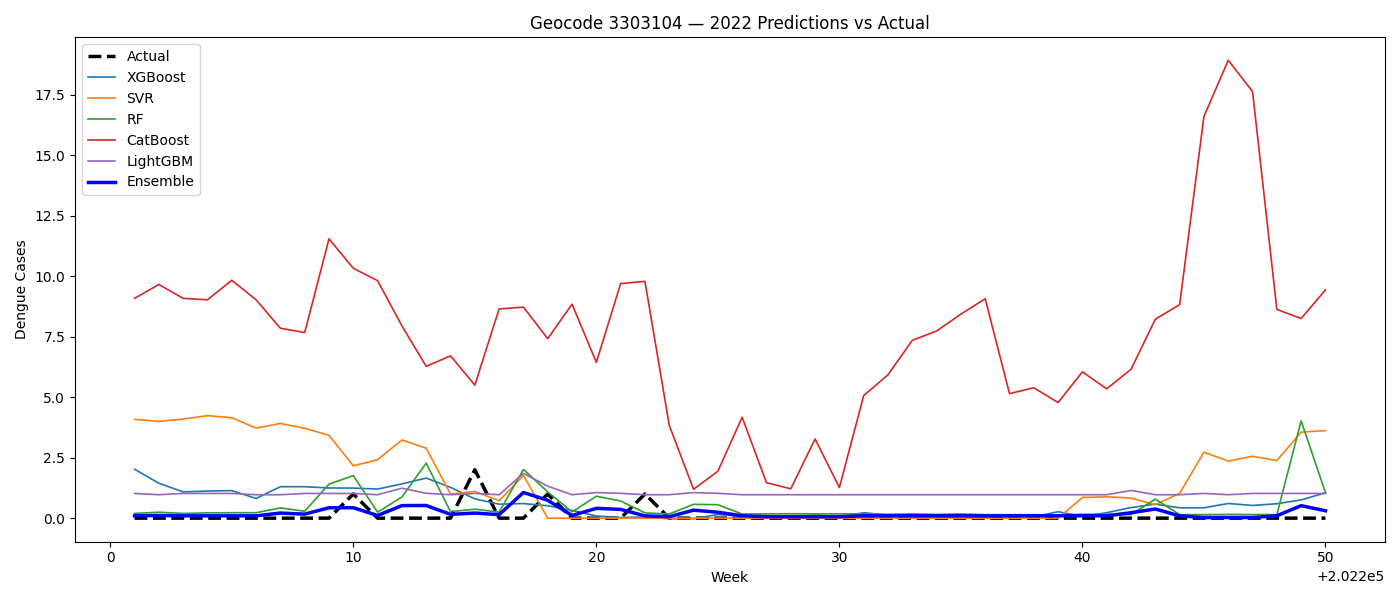 Geocode 3303104 — 2022 Predictions vs Actual
Actual
XGBoost
SVR
RF
CatBoost
LightGBM
Ensemble
Dengue Cases
17.5
15.0
12.5
10.0
7.5
5.0
2.5
0.0
0 10 20 30 40 50
+2.022e5
Week